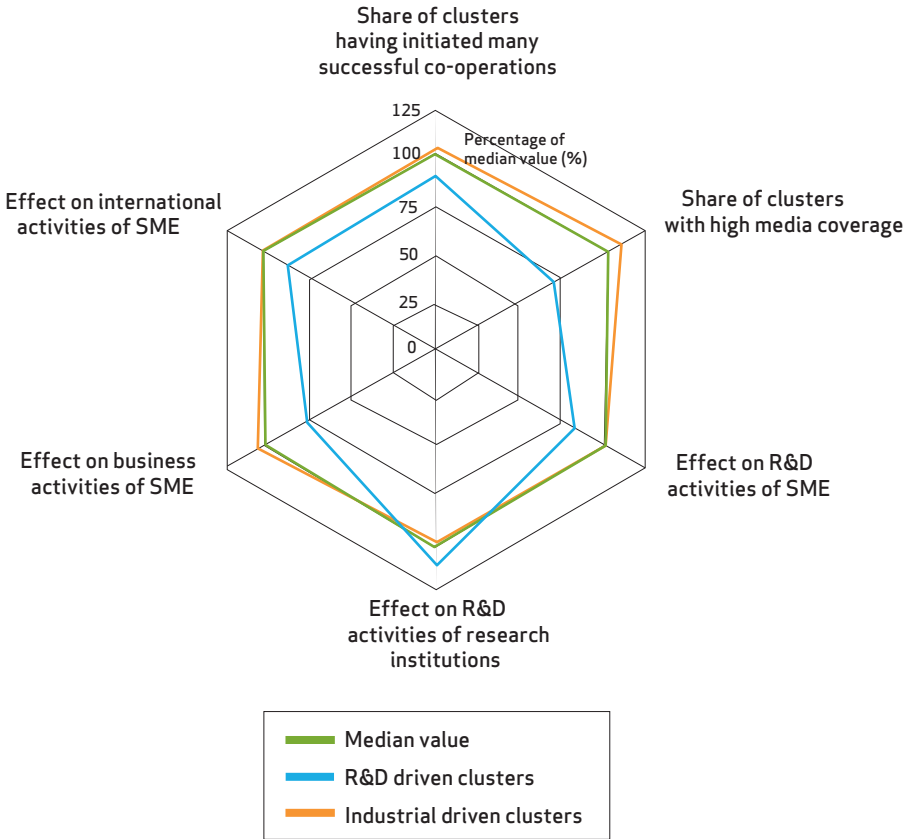 Share of clusters
having initiated many
successful co-operations
125
Percentage of
median value (%)
100
75
50
25
0
Effect on international
activities of SME
Share of clusters
with high media coverage
Effect on business
activities of SME
Effect on R&D
activities of SME
Effect on R&D
activities of research
institutions
Median value
R&D driven clusters
Industrial driven clusters